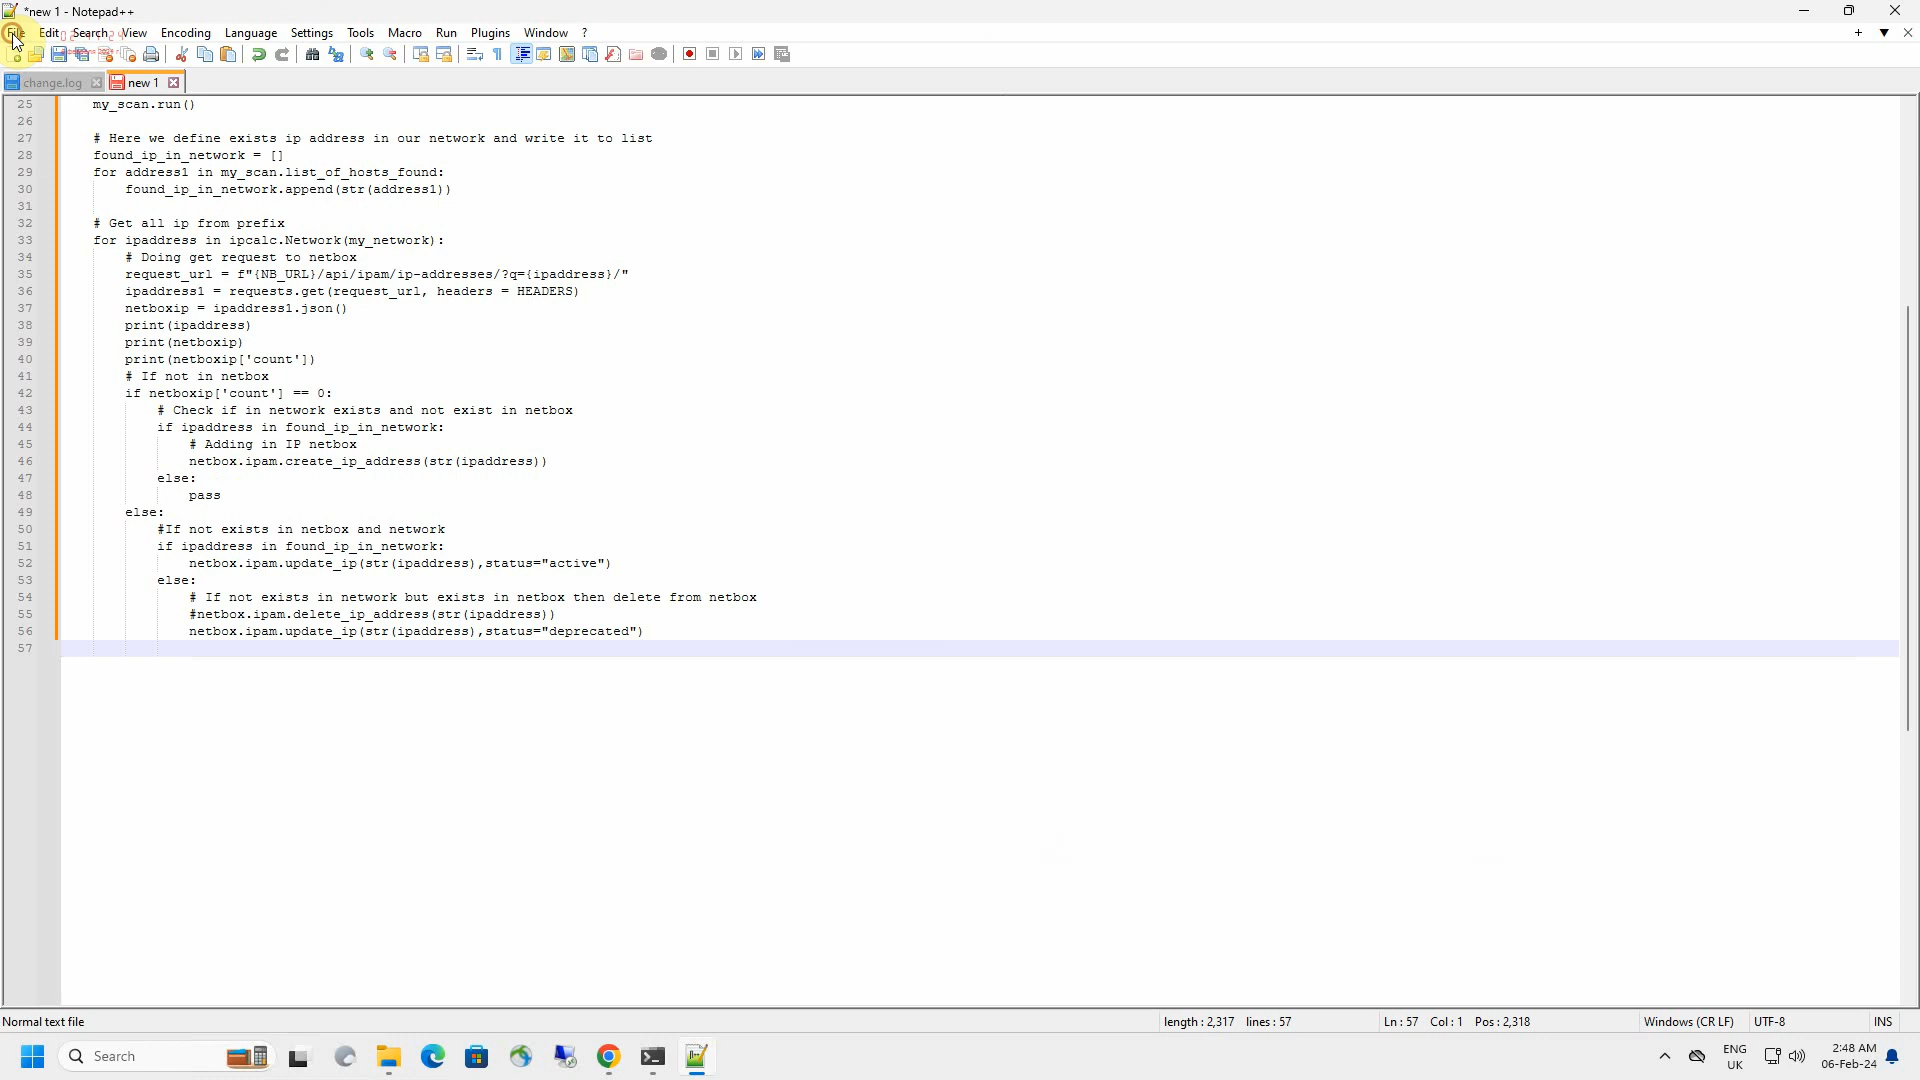 *new 1 - Notepad++
File Edit Search View Encoding Language Settings Tools Macro Run Plugins Window ?
change.log new 1
25 my_scan.run()
26
27 # Here we define exists ip address in our network and write it to list
28 found_ip_in_network = []
29 for address1 in my_scan.list_of_hosts_found:
30 found_ip_in_network.append(str(address1))
31
32 # Get all ip from prefix
33 for ipaddress in ipcalc.Network(my_network):
34 # Doing get request to netbox
35 request_url = f"{NB_URL}/api/ipam/ip-addresses/?q={ipaddress}/"
36 ipaddress1 = requests.get(request_url, headers = HEADERS)
37 netboxip = ipaddress1.json()
38 print(ipaddress)
39 print(netboxip)
40 print(netboxip['count'])
41 # If not in netbox
42 if netboxip['count'] == 0:
43 # Check if in network exists and not exist in netbox
44 if ipaddress in found_ip_in_network:
45 # Adding in IP netbox
46 netbox.ipam.create_ip_address(str(ipaddress))
47 else:
48 pass
49 else:
50 #If not exists in netbox and network
51 if ipaddress in found_ip_in_network:
52 netbox.ipam.update_ip(str(ipaddress),status="active")
53 else:
54 # If not exists in network but exists in netbox then delete from netbox
55 #netbox.ipam.delete_ip_address(str(ipaddress))
56 netbox.ipam.update_ip(str(ipaddress),status="deprecated")
57
Normal text file length : 2,317 lines : 57 Ln : 57 Col : 1 Pos : 2,318 Windows (CR LF) UTF-8 INS
Search
ENG
UK
2:48 AM
06-Feb-24